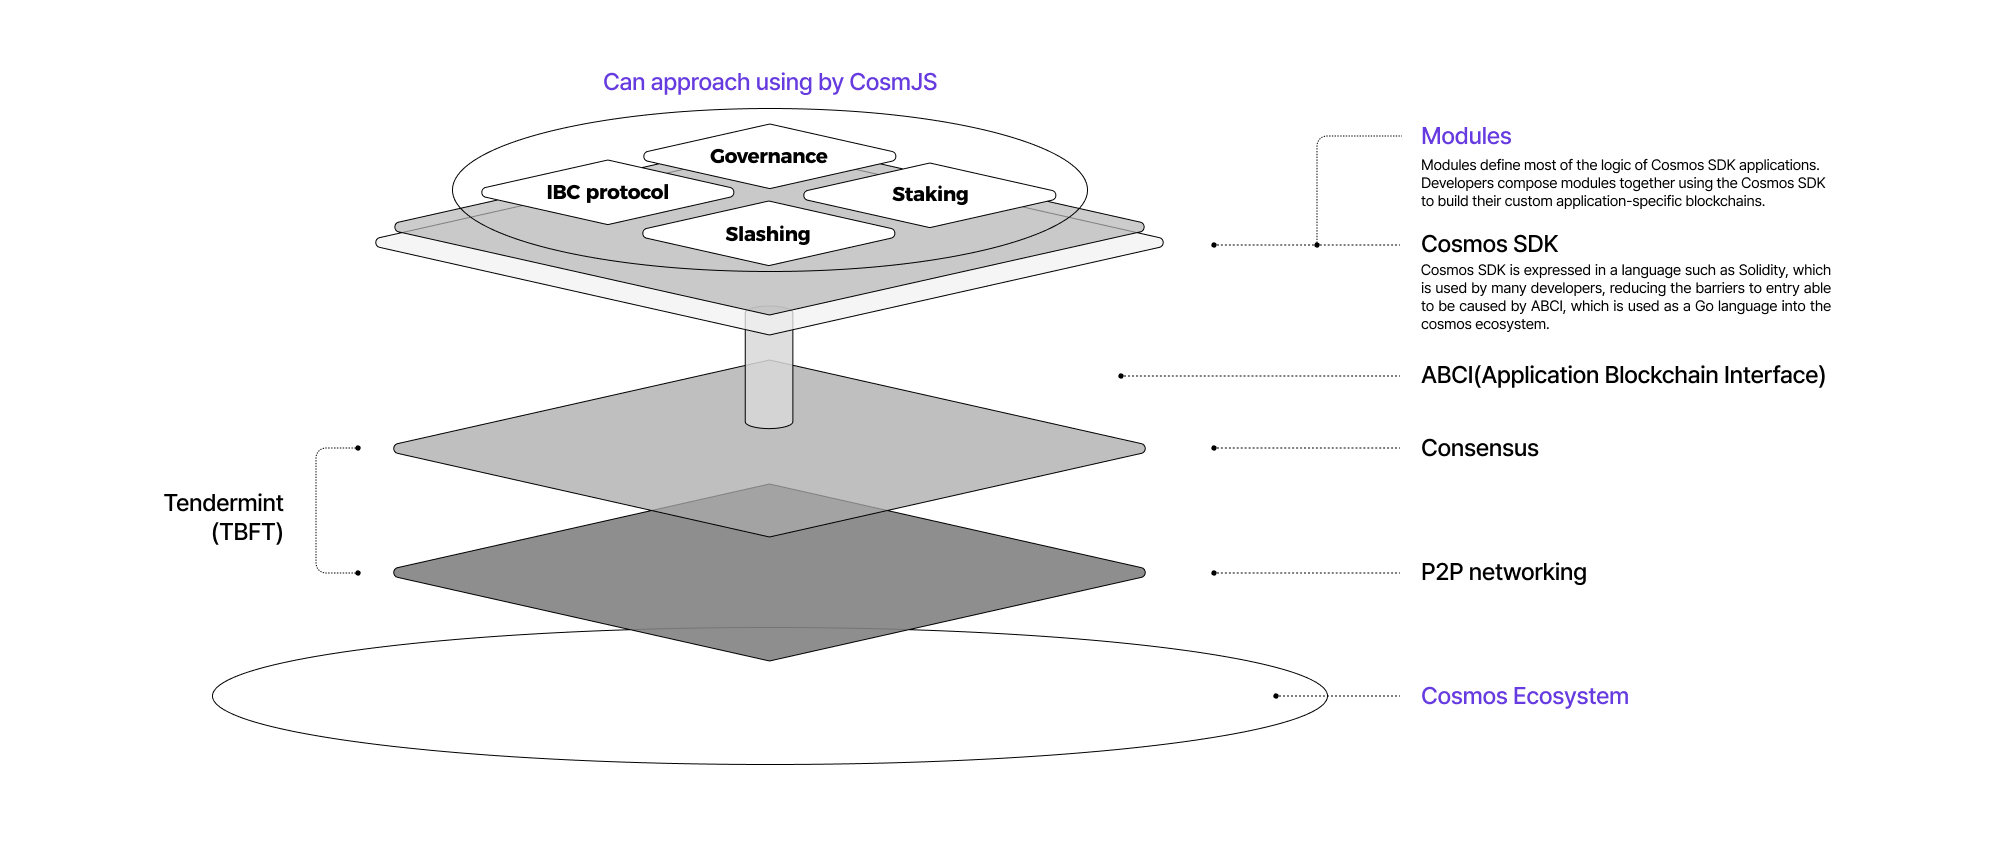 Can approach using by CosmJS
Governance
IBC protocol
Staking
Slashing
Modules
Modules define most of the logic of Cosmos SDK applications.
Developers compose modules together using the Cosmos SDK
to build their custom application-specific blockchains.
Cosmos SDK
Cosmos SDK is expressed in a language such as Solidity, which
is used by many developers, reducing the barriers to entry able
to be caused by ABCI, which is used as a Go language into the
cosmos ecosystem.
ABCI(Application Blockchain Interface)
Consensus
Tendermint
(TBFT)
P2P networking
Cosmos Ecosystem